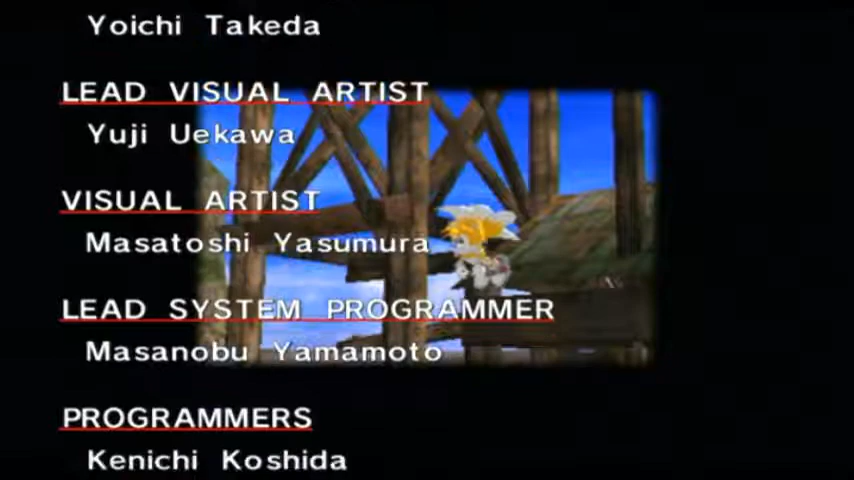 Yoichi Takeda
LEAD VISUAL ARTIST
Yuji Uekawa
VISUAL ARTIST
Masatoshi Yasumura
LEAD SYSTEM PROGRAMMER
Masanobu Yamamoto
PROGRAMMERS
Kenichi Koshida